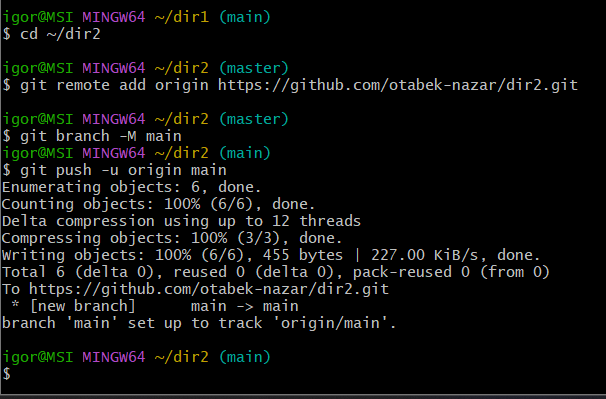 igor@MSI MINGW64 ~/dir1 (main)
$ cd ~/dir2
igor@MSI MINGW64 ~/dir2 (master)
$ git remote add origin https://github.com/otabek-nazar/dir2.git
igor@MSI MINGW64 ~/dir2 (master)
$ git branch -M main
igor@MSI MINGW64 ~/dir2 (main)
$ git push -u origin main
Enumerating objects: 6, done.
Counting objects: 100% (6/6), done.
Delta compression using up to 12 threads
Compressing objects: 100% (3/3), done.
Writing objects: 100% (6/6), 455 bytes | 227.00 KiB/s, done.
Total 6 (delta 0), reused 0 (delta 0), pack-reused 0 (from 0)
To https://github.com/otabek-nazar/dir2.git
 * [new branch]      main -> main
branch 'main' set up to track 'origin/main'.
igor@MSI MINGW64 ~/dir2 (main)
$